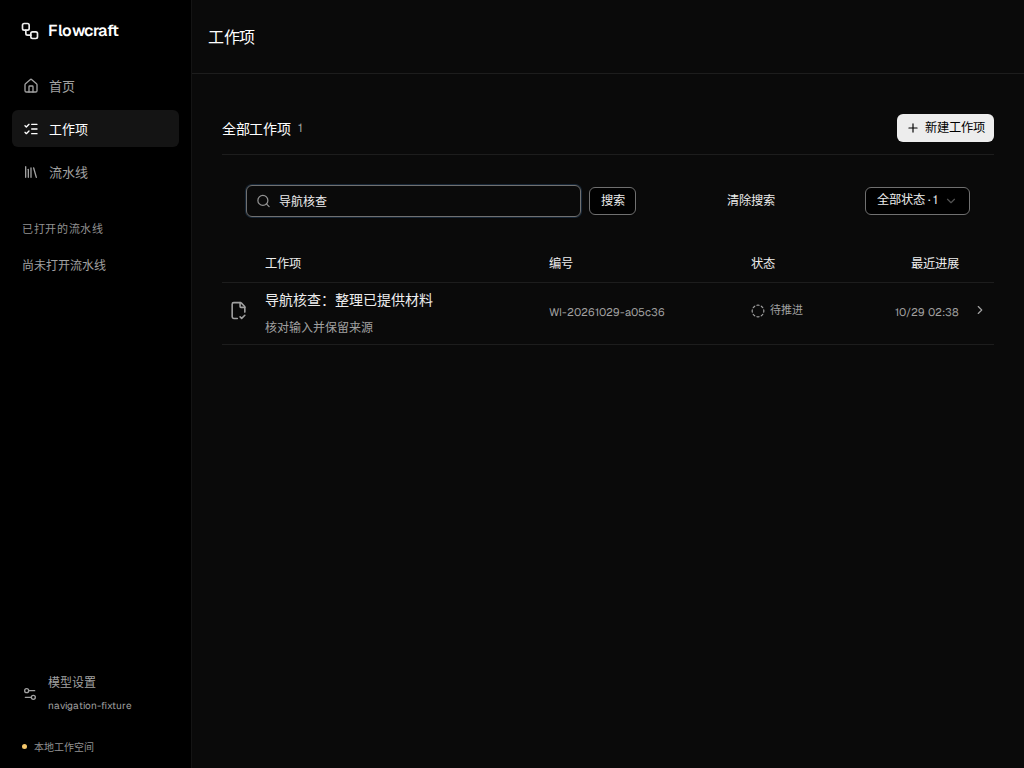 Flowcraft
首页
工作项
流水线
已打开的流水线
尚未打开流水线
模型设置
navigation-fixture
本地工作空间
工作项
全部工作项 1
新建工作项
导航核查
搜索
清除搜索
全部状态 · 1
工作项 编号 状态 最近进展
导航核查：整理已提供材料
核对输入并保留来源
WI-20261029-a05c36
待推进
10/29 02:38